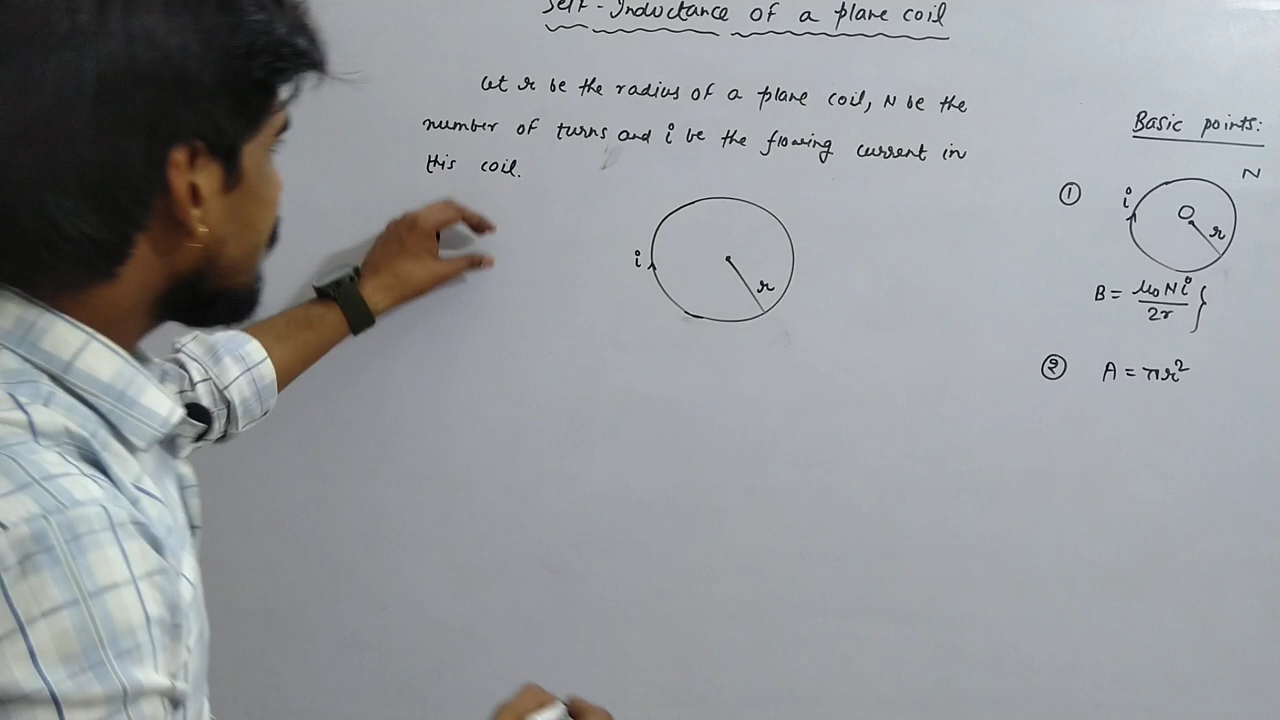 Self-Inductance of a plane coil
Let r be the radius of a plane coil, N be the
number of turns and i be the flowing current in
this coil.
i
r
Basic points:
①
N
i
O
r
B = μ₀Ni/2r }
② A = πr²